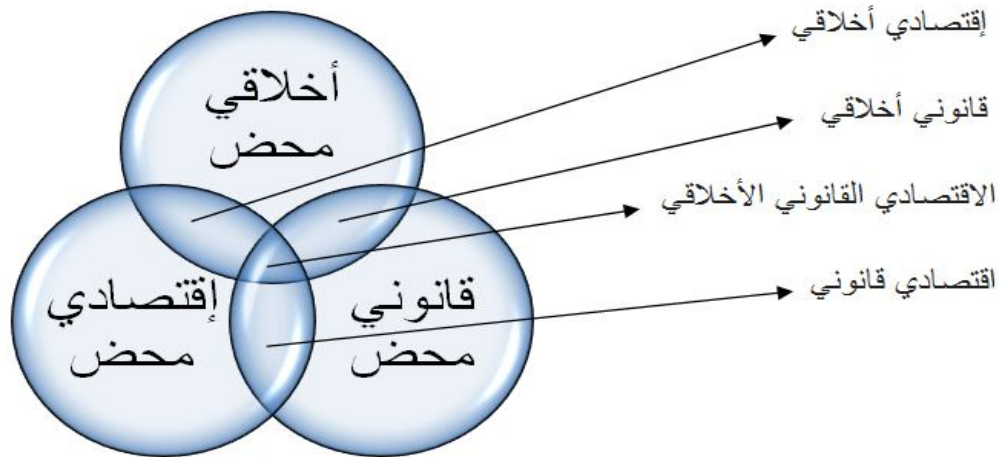 إقتصادي أخلاقي
قانوني أخلاقي
الاقتصادي القانوني الأخلاقي
اقتصادي قانوني
أخلاقي
محض
قانوني
محض
إقتصادي
محض